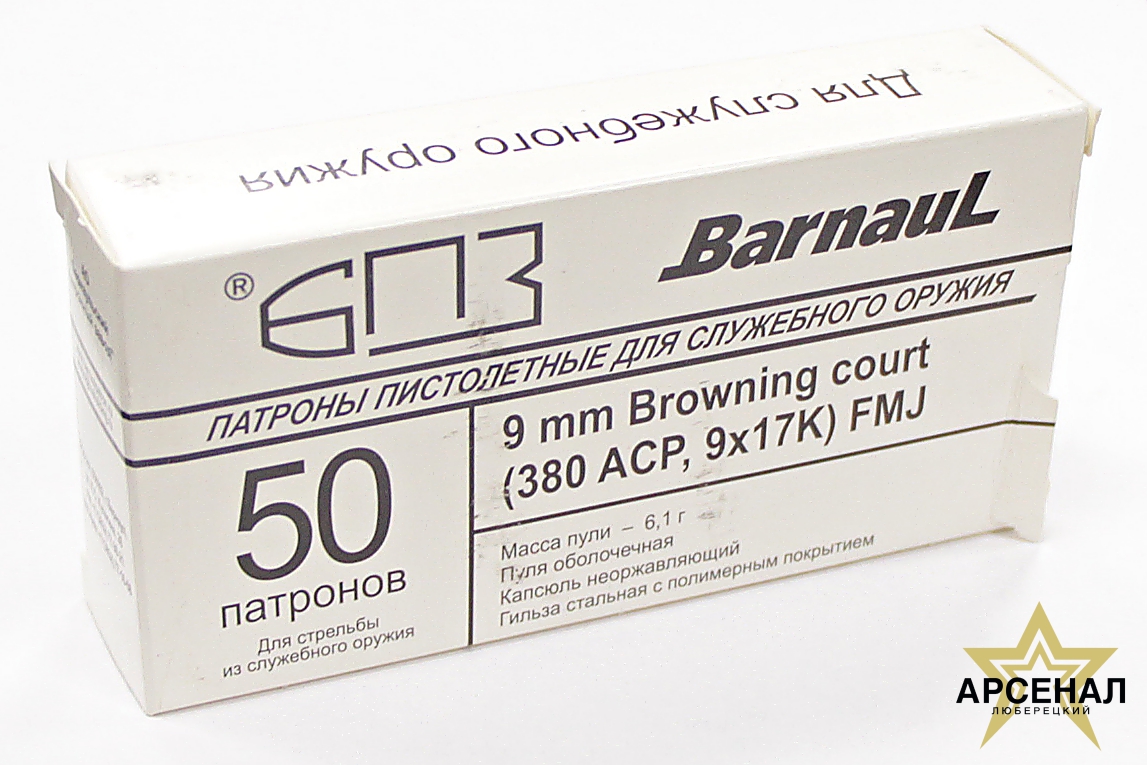 Для служебного оружия
® БПЗ
Barnaul
ПАТРОНЫ ПИСТОЛЕТНЫЕ ДЛЯ СЛУЖЕБНОГО ОРУЖИЯ
50
патронов
Для стрельбы
из служебного оружия
9 mm Browning court
(380 ACP, 9x17K) FMJ
Масса пули – 6,1 г
Пуля оболочечная
Капсюль неоржавляющий
Гильза стальная с полимерным покрытием
АРСЕНАЛ
ЛЮБЕРЕЦКИЙ